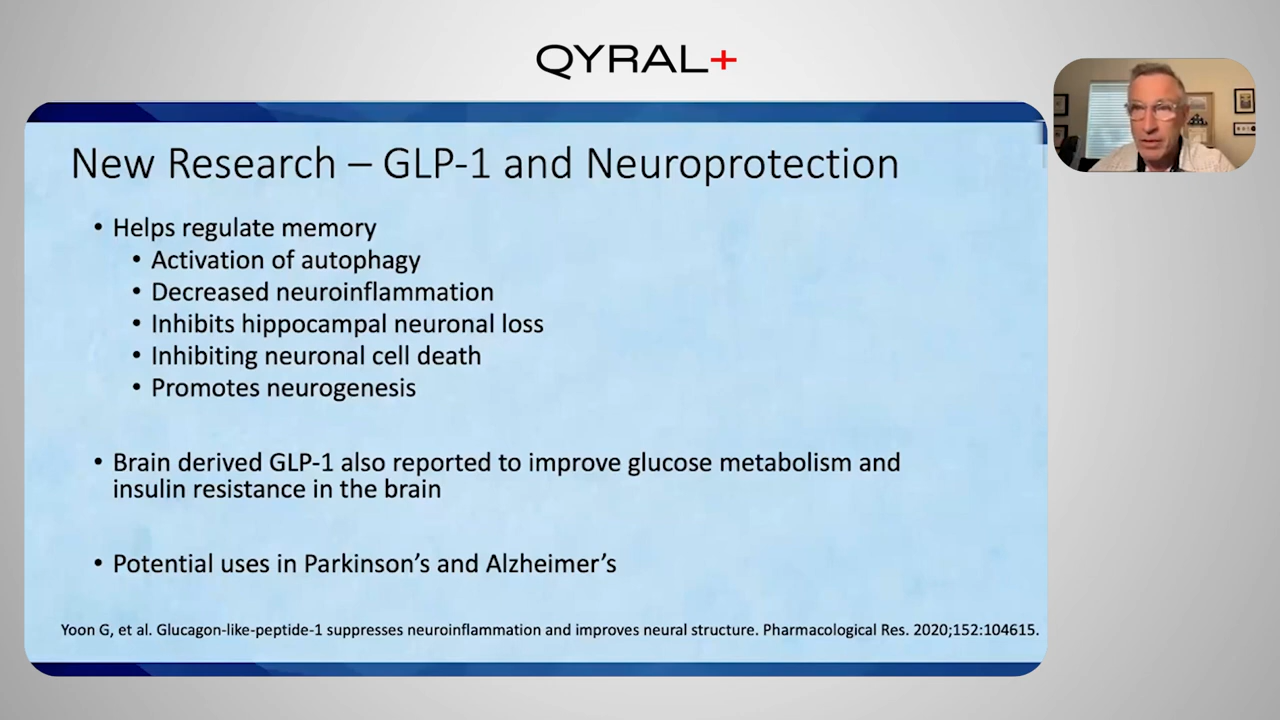 QYRAL+
New Research – GLP-1 and Neuroprotection
• Helps regulate memory
• Activation of autophagy
• Decreased neuroinflammation
• Inhibits hippocampal neuronal loss
• Inhibiting neuronal cell death
• Promotes neurogenesis
• Brain derived GLP-1 also reported to improve glucose metabolism and
insulin resistance in the brain
• Potential uses in Parkinson’s and Alzheimer’s
Yoon G, et al. Glucagon-like-peptide-1 suppresses neuroinflammation and improves neural structure. Pharmacological Res. 2020;152:104615.